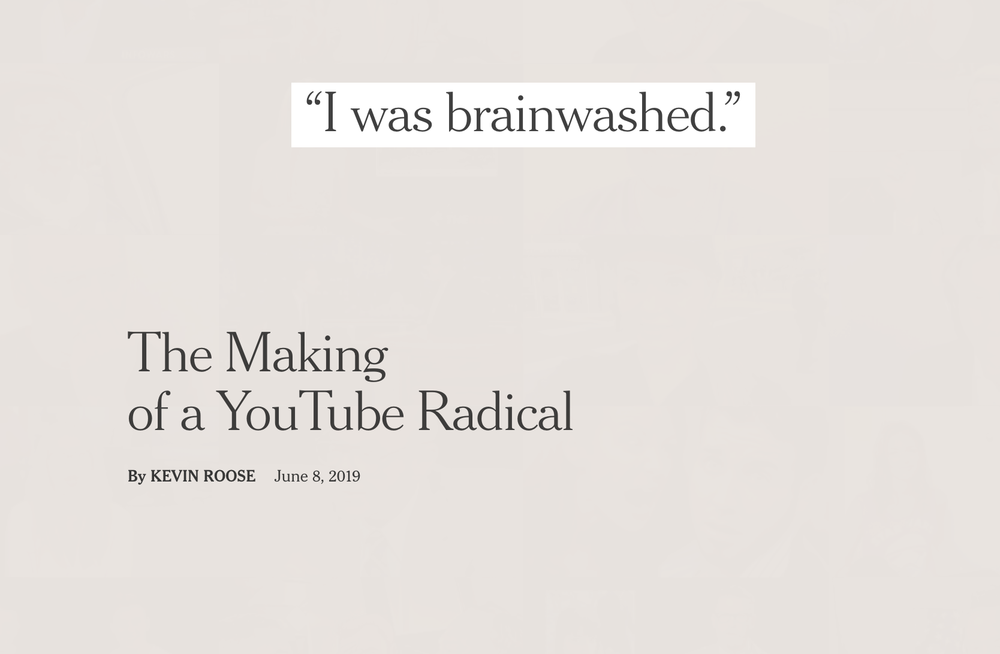 “I was brainwashed.”
The Making
of a YouTube Radical
By KEVIN ROOSE June 8, 2019